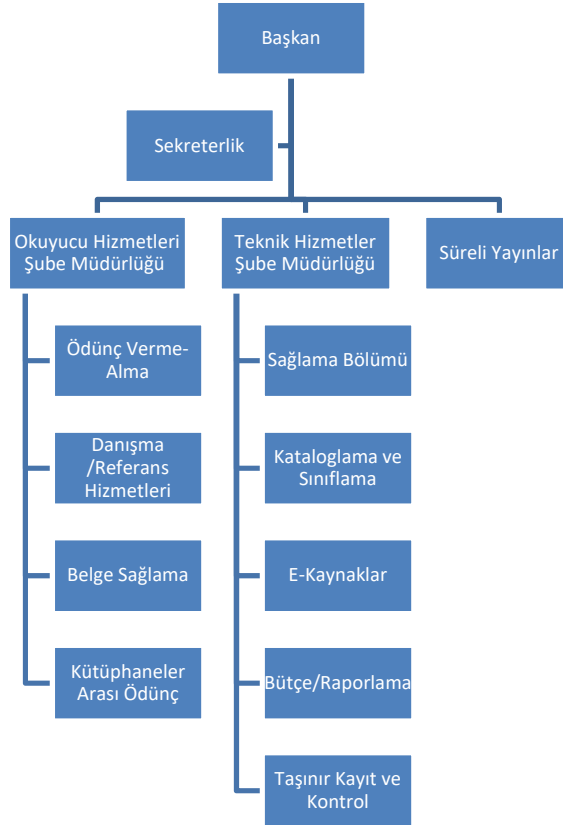 Başkan
Sekreterlik
Okuyucu Hizmetleri
Şube Müdürlüğü
Teknik Hizmetler
Şube Müdürlüğü
Süreli Yayınlar
Ödünç Verme-
Alma
Danışma
/Referans
Hizmetleri
Belge Sağlama
Kütüphaneler
Arası Ödünç
Sağlama Bölümü
Kataloglama ve
Sınıflama
E-Kaynaklar
Bütçe/Raporlama
Taşınır Kayıt ve
Kontrol